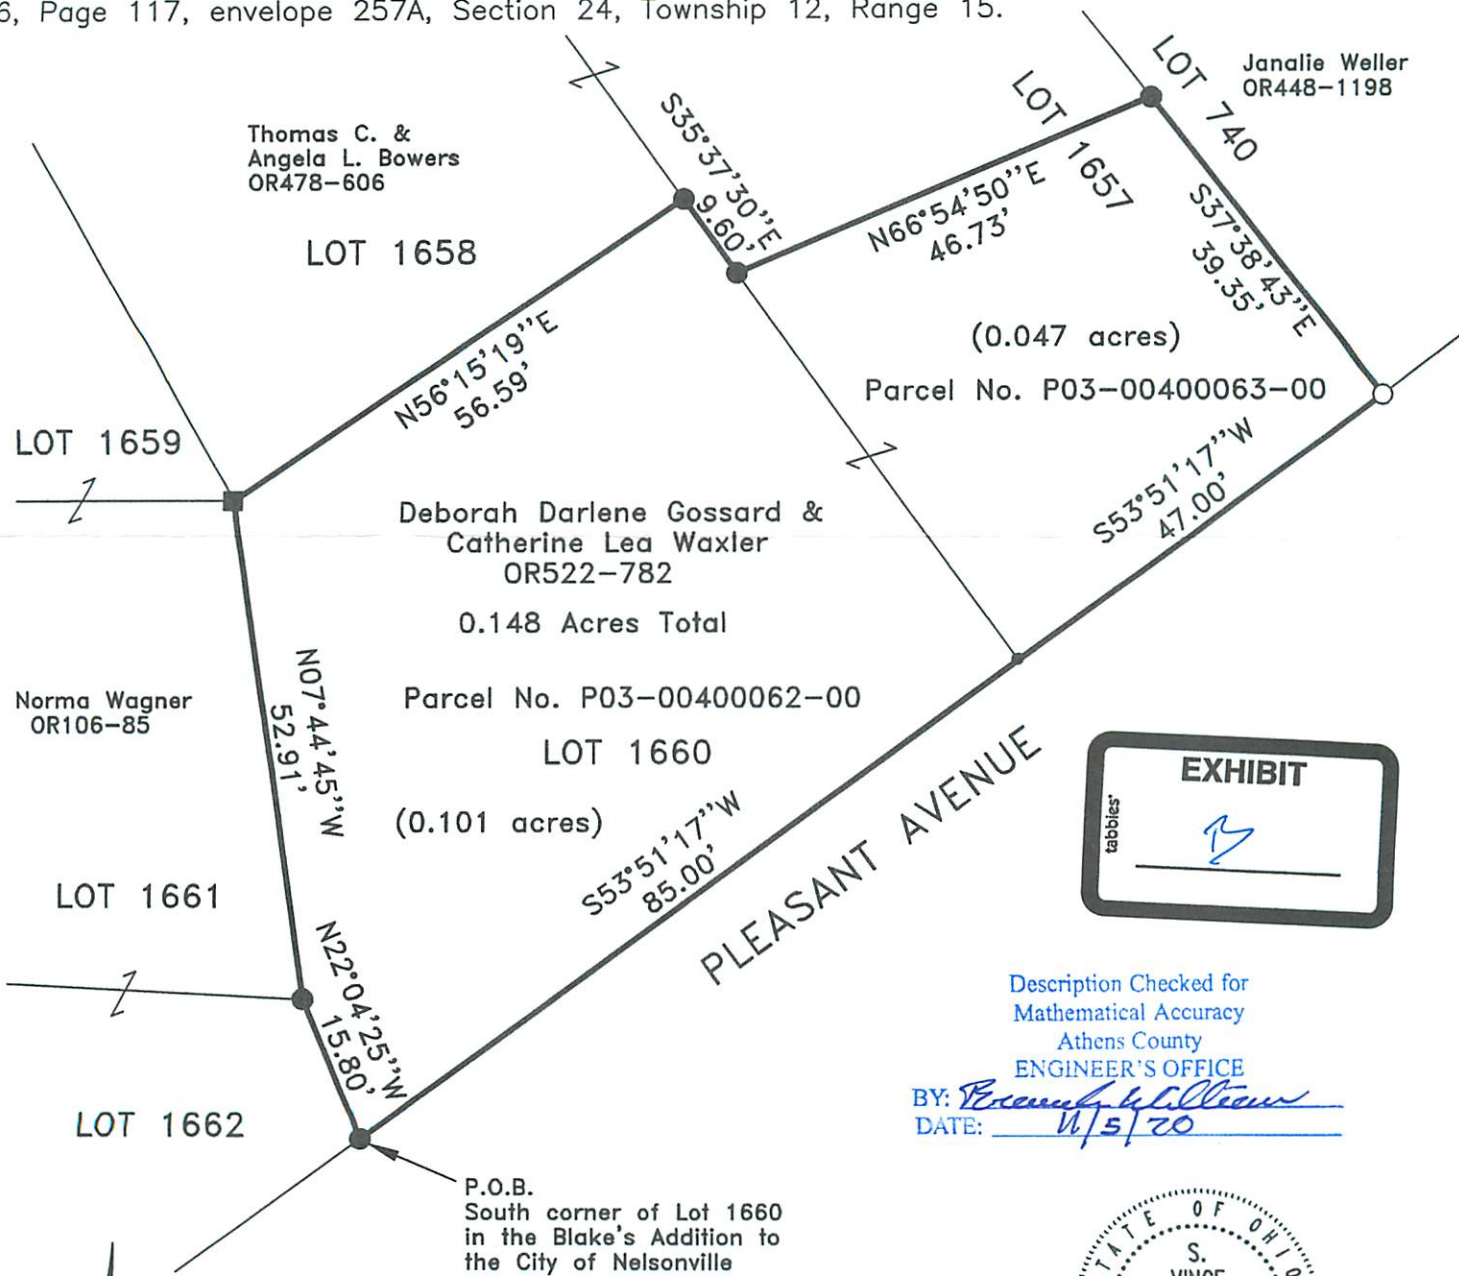 6, Page 117, envelope 257A, Section 24, Township 12, Range 15.
Thomas C. &
Angela L. Bowers
OR478-606
LOT 1658
S35°37'30''E
9.60'
LOT 1657
LOT 740
Janalie Weller
OR448-1198
N66°54'50''E
46.73'
S37°38'43''E
39.35'
N56°15'19''E
56.59'
(0.047 acres)
Parcel No. P03-00400063-00
LOT 1659
S53°51'17''W
47.00'
Deborah Darlene Gossard &
Catherine Lea Waxler
OR522-782
0.148 Acres Total
Norma Wagner
OR106-85
N07°44'45''W
52.91'
Parcel No. P03-00400062-00
LOT 1660
(0.101 acres)
S53°51'17''W
85.00'
PLEASANT AVENUE
EXHIBIT
tabbies'
B
LOT 1661
N22°04'25''W
15.80'
LOT 1662
Description Checked for
Mathematical Accuracy
Athens County
ENGINEER'S OFFICE
BY:
DATE: 11/5/20
P.O.B.
South corner of Lot 1660
in the Blake's Addition to
the City of Nelsonville
STATE OF OHIO
S.
VINCE